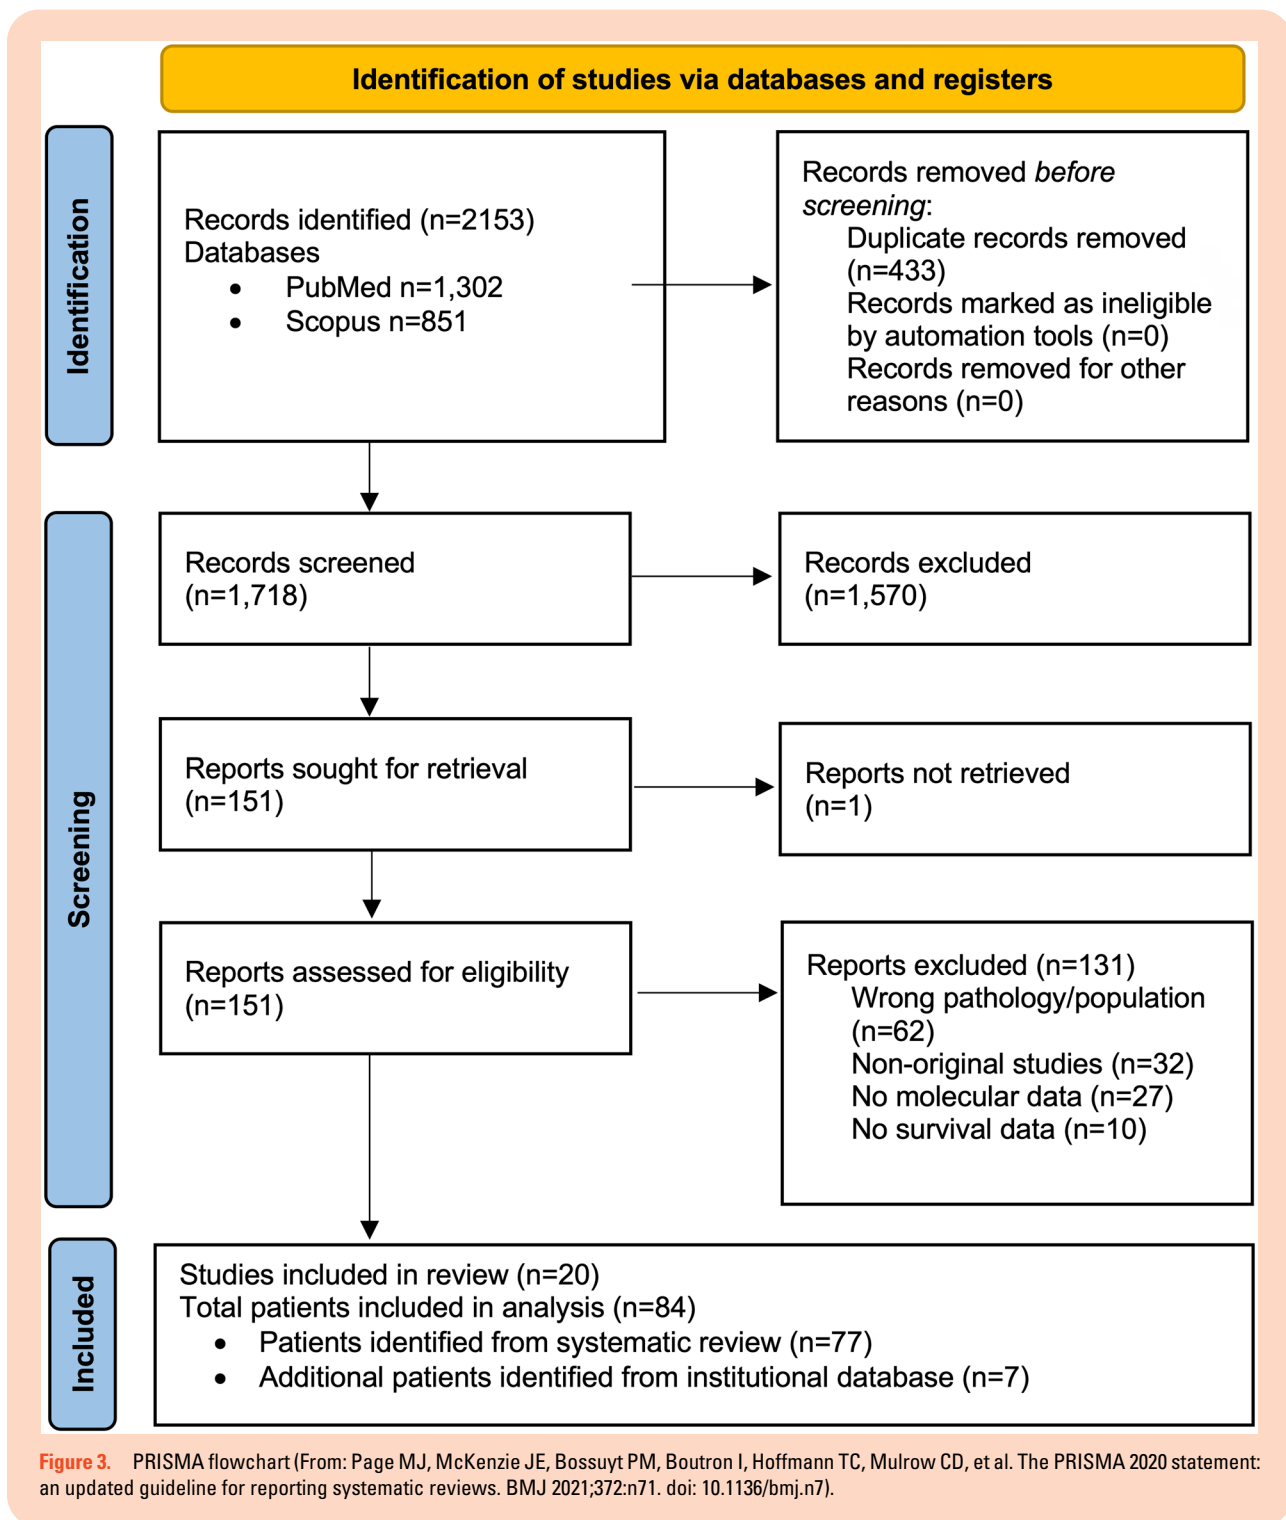 Identification of studies via databases and registers
Identification
Records identified (n=2153)
Databases
• PubMed n=1,302
• Scopus n=851
Records removed before
screening:
Duplicate records removed
(n=433)
Records marked as ineligible
by automation tools (n=0)
Records removed for other
reasons (n=0)
Screening
Records screened
(n=1,718)
Records excluded
(n=1,570)
Reports sought for retrieval
(n=151)
Reports not retrieved
(n=1)
Reports assessed for eligibility
(n=151)
Reports excluded (n=131)
Wrong pathology/population
(n=62)
Non-original studies (n=32)
No molecular data (n=27)
No survival data (n=10)
Included
Studies included in review (n=20)
Total patients included in analysis (n=84)
• Patients identified from systematic review (n=77)
• Additional patients identified from institutional database (n=7)
Figure 3. PRISMA flowchart (From: Page MJ, McKenzie JE, Bossuyt PM, Boutron I, Hoffmann TC, Mulrow CD, et al. The PRISMA 2020 statement:
an updated guideline for reporting systematic reviews. BMJ 2021;372:n71. doi: 10.1136/bmj.n7).